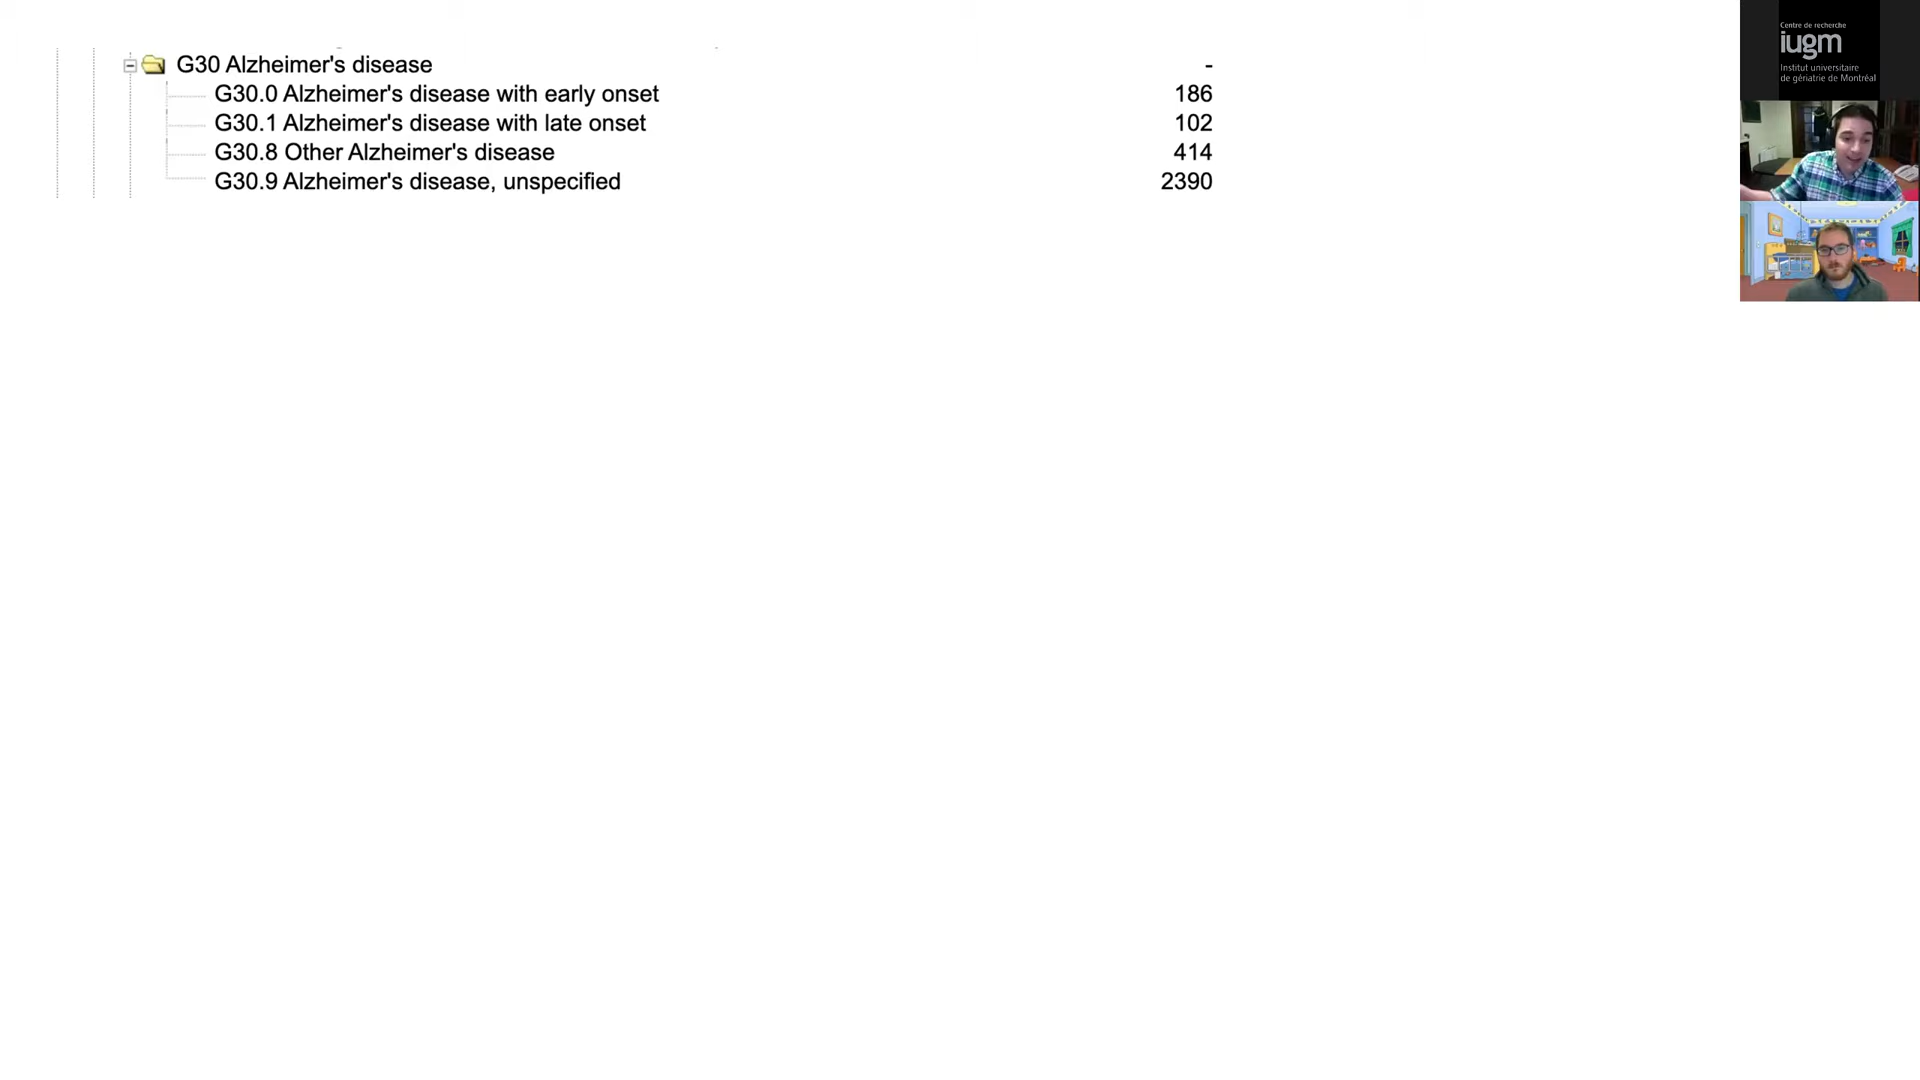 G30 Alzheimer's disease -
G30.0 Alzheimer's disease with early onset 186
G30.1 Alzheimer's disease with late onset 102
G30.8 Other Alzheimer's disease 414
G30.9 Alzheimer's disease, unspecified 2390
Centre de recherche
iugm
Institut universitaire
de gériatrie de Montréal